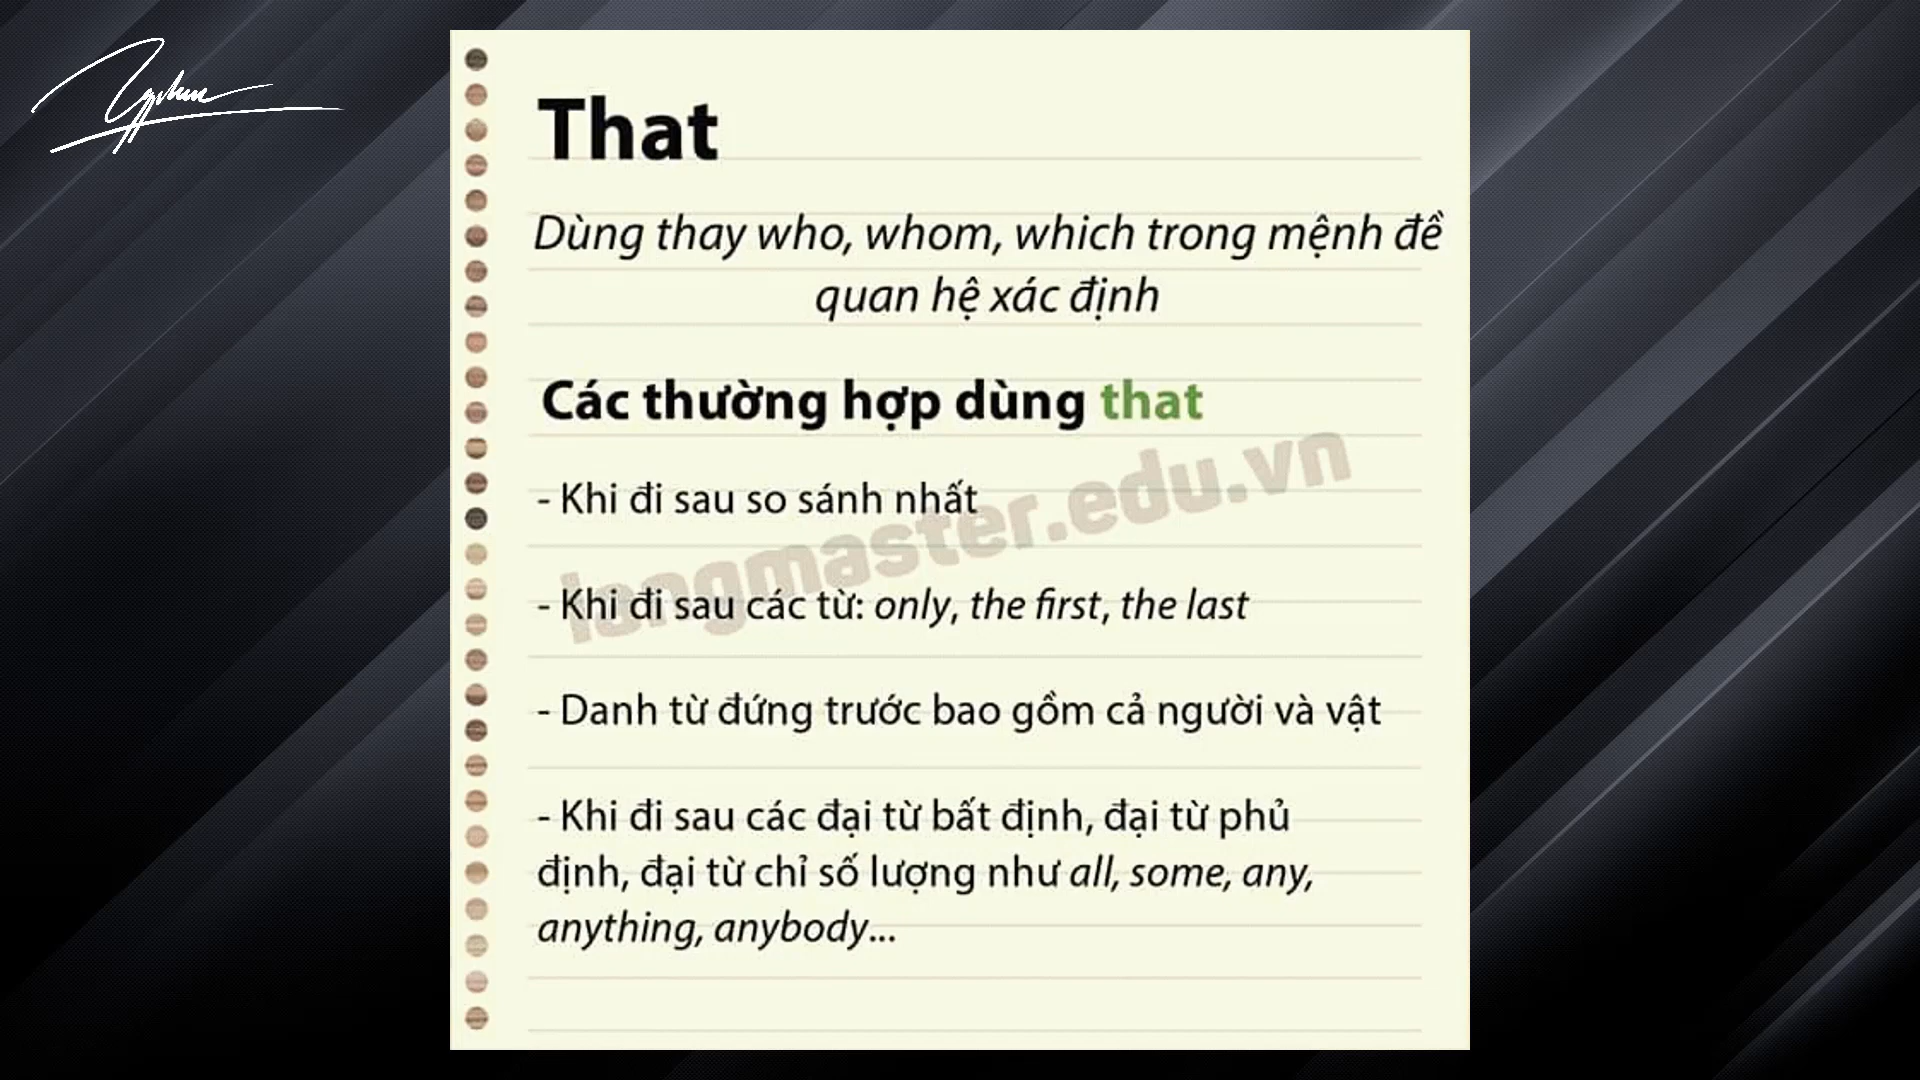 That
Dùng thay who, whom, which trong mệnh đề
quan hệ xác định
Các thường hợp dùng that
- Khi đi sau so sánh nhất
langmaster.edu.vn
- Khi đi sau các từ: only, the first, the last
- Danh từ đứng trước bao gồm cả người và vật
- Khi đi sau các đại từ bất định, đại từ phủ
định, đại từ chỉ số lượng như all, some, any,
anything, anybody...